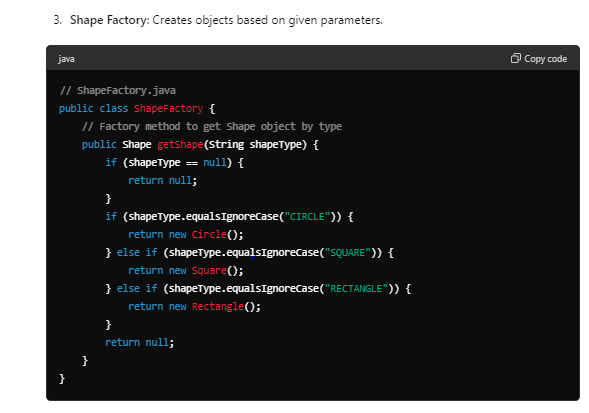 3. Shape Factory: Creates objects based on given parameters.
java
Copy code
// ShapeFactory.java
public class ShapeFactory {
    // Factory method to get Shape object by type
    public Shape getShape(String shapeType) {
        if (shapeType == null) {
            return null;
        }
        if (shapeType.equalsIgnoreCase("CIRCLE")) {
            return new Circle();
        } else if (shapeType.equalsIgnoreCase("SQUARE")) {
            return new Square();
        } else if (shapeType.equalsIgnoreCase("RECTANGLE")) {
            return new Rectangle();
        }
        return null;
    }
}